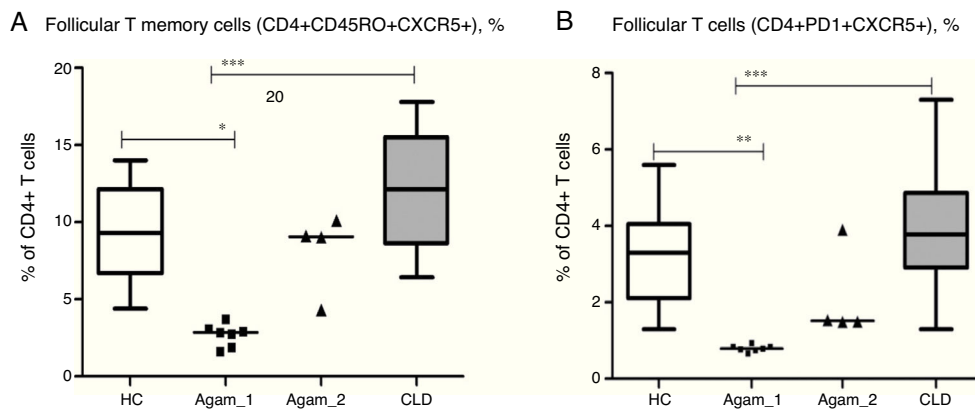 A Follicular T memory cells (CD4+CD45RO+CXCR5+), %
20
15
10
5
0
% of CD4+ T cells
***
20
*
HC Agam_1 Agam_2 CLD
B Follicular T cells (CD4+PD1+CXCR5+), %
8
6
4
2
0
% of CD4+ T cells
***
**
HC Agam_1 Agam_2 CLD